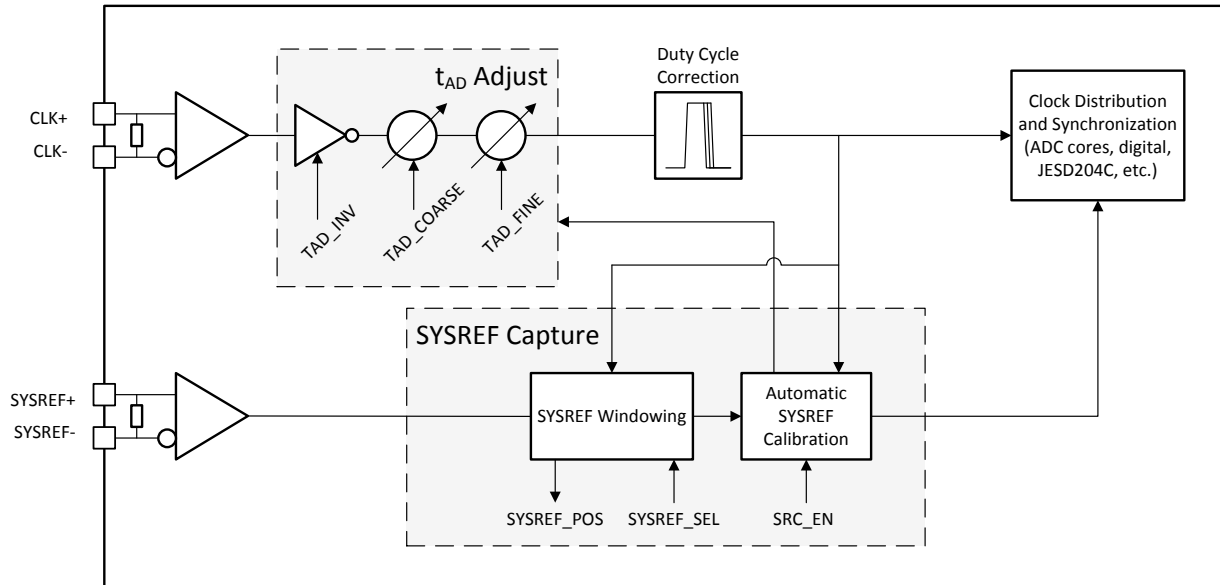 Duty Cycle
Correction
tAD Adjust
Clock Distribution
and Synchronization
(ADC cores, digital,
JESD204C, etc.)
CLK+
CLK-
TAD_INV
TAD_COARSE
TAD_FINE
SYSREF Capture
SYSREF+
SYSREF-
SYSREF Windowing
Automatic
SYSREF
Calibration
SYSREF_POS
SYSREF_SEL
SRC_EN